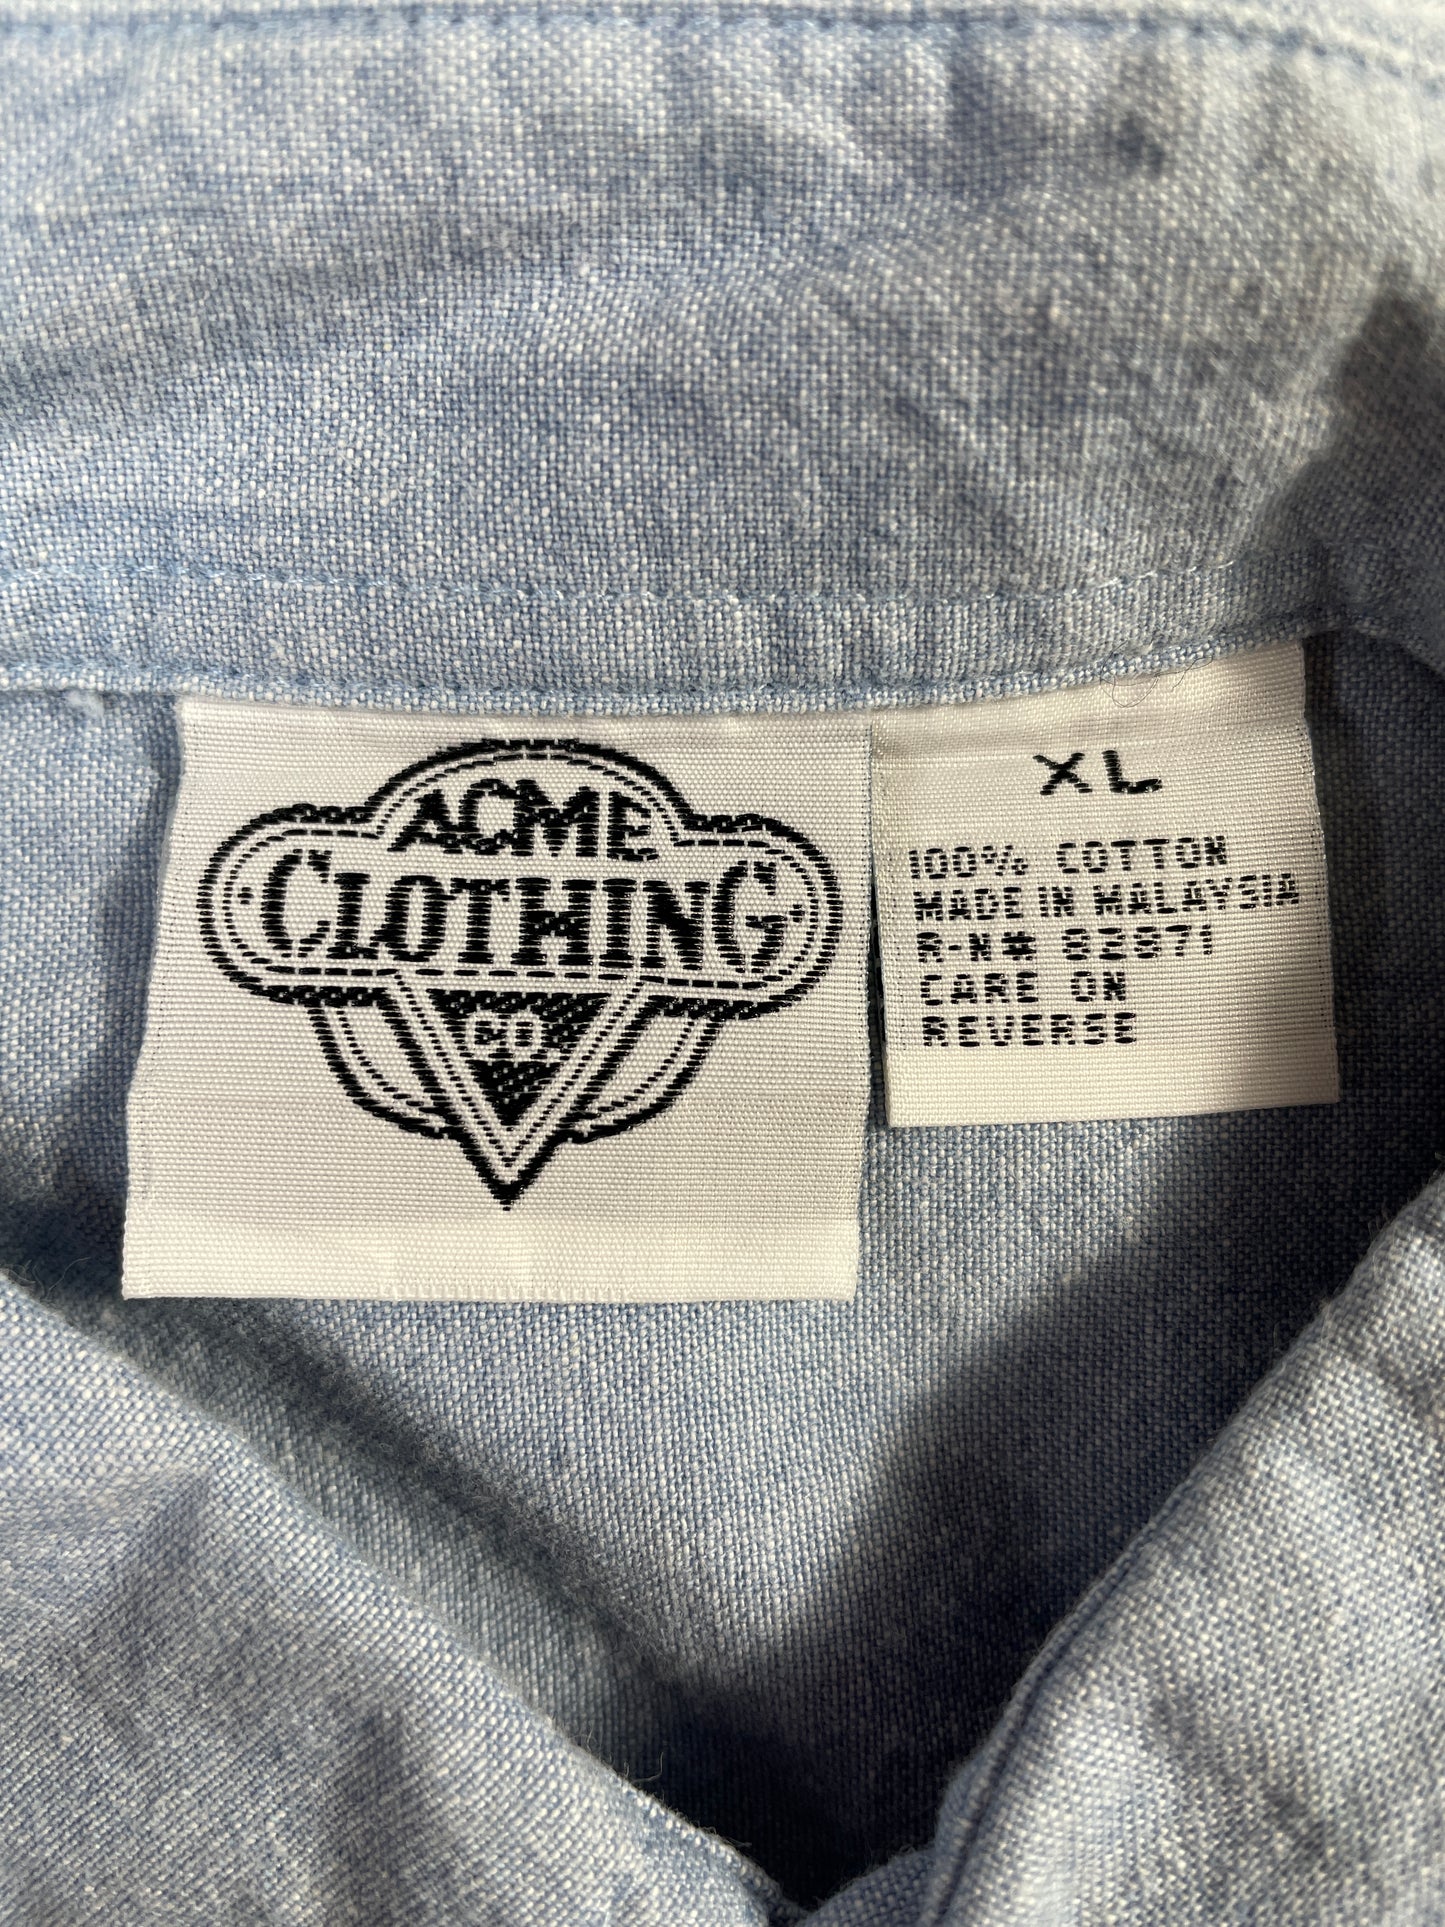 ACME
·CLOTHING·
CO
XL
100% COTTON
MADE IN MALAYSIA
R-N# 82871
CARE ON
REVERSE